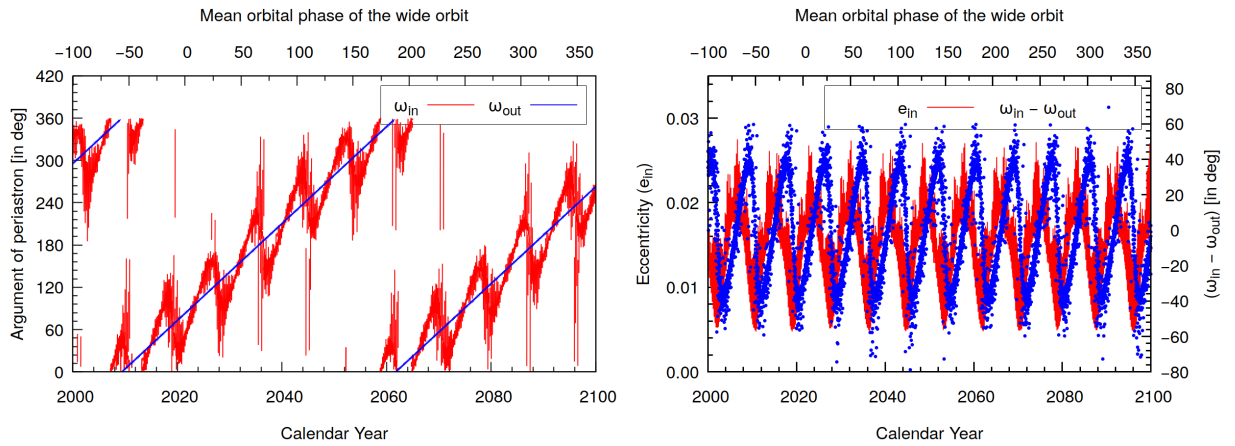 Mean orbital phase of the wide orbit
-100 -50 0 50 100 150 200 250 300 350
420
360
300
240
180
120
60
0
Argument of periastron [in deg]
ω_in ω_out
2000 2020 2040 2060 2080 2100
Calendar Year
Mean orbital phase of the wide orbit
-100 -50 0 50 100 150 200 250 300 350
0.03
0.02
0.01
0.00
Eccentricity (e_in)
e_in ω_in − ω_out
80
60
40
20
0
−20
−40
−60
−80
(ω_in − ω_out) [in deg]
2000 2020 2040 2060 2080 2100
Calendar Year